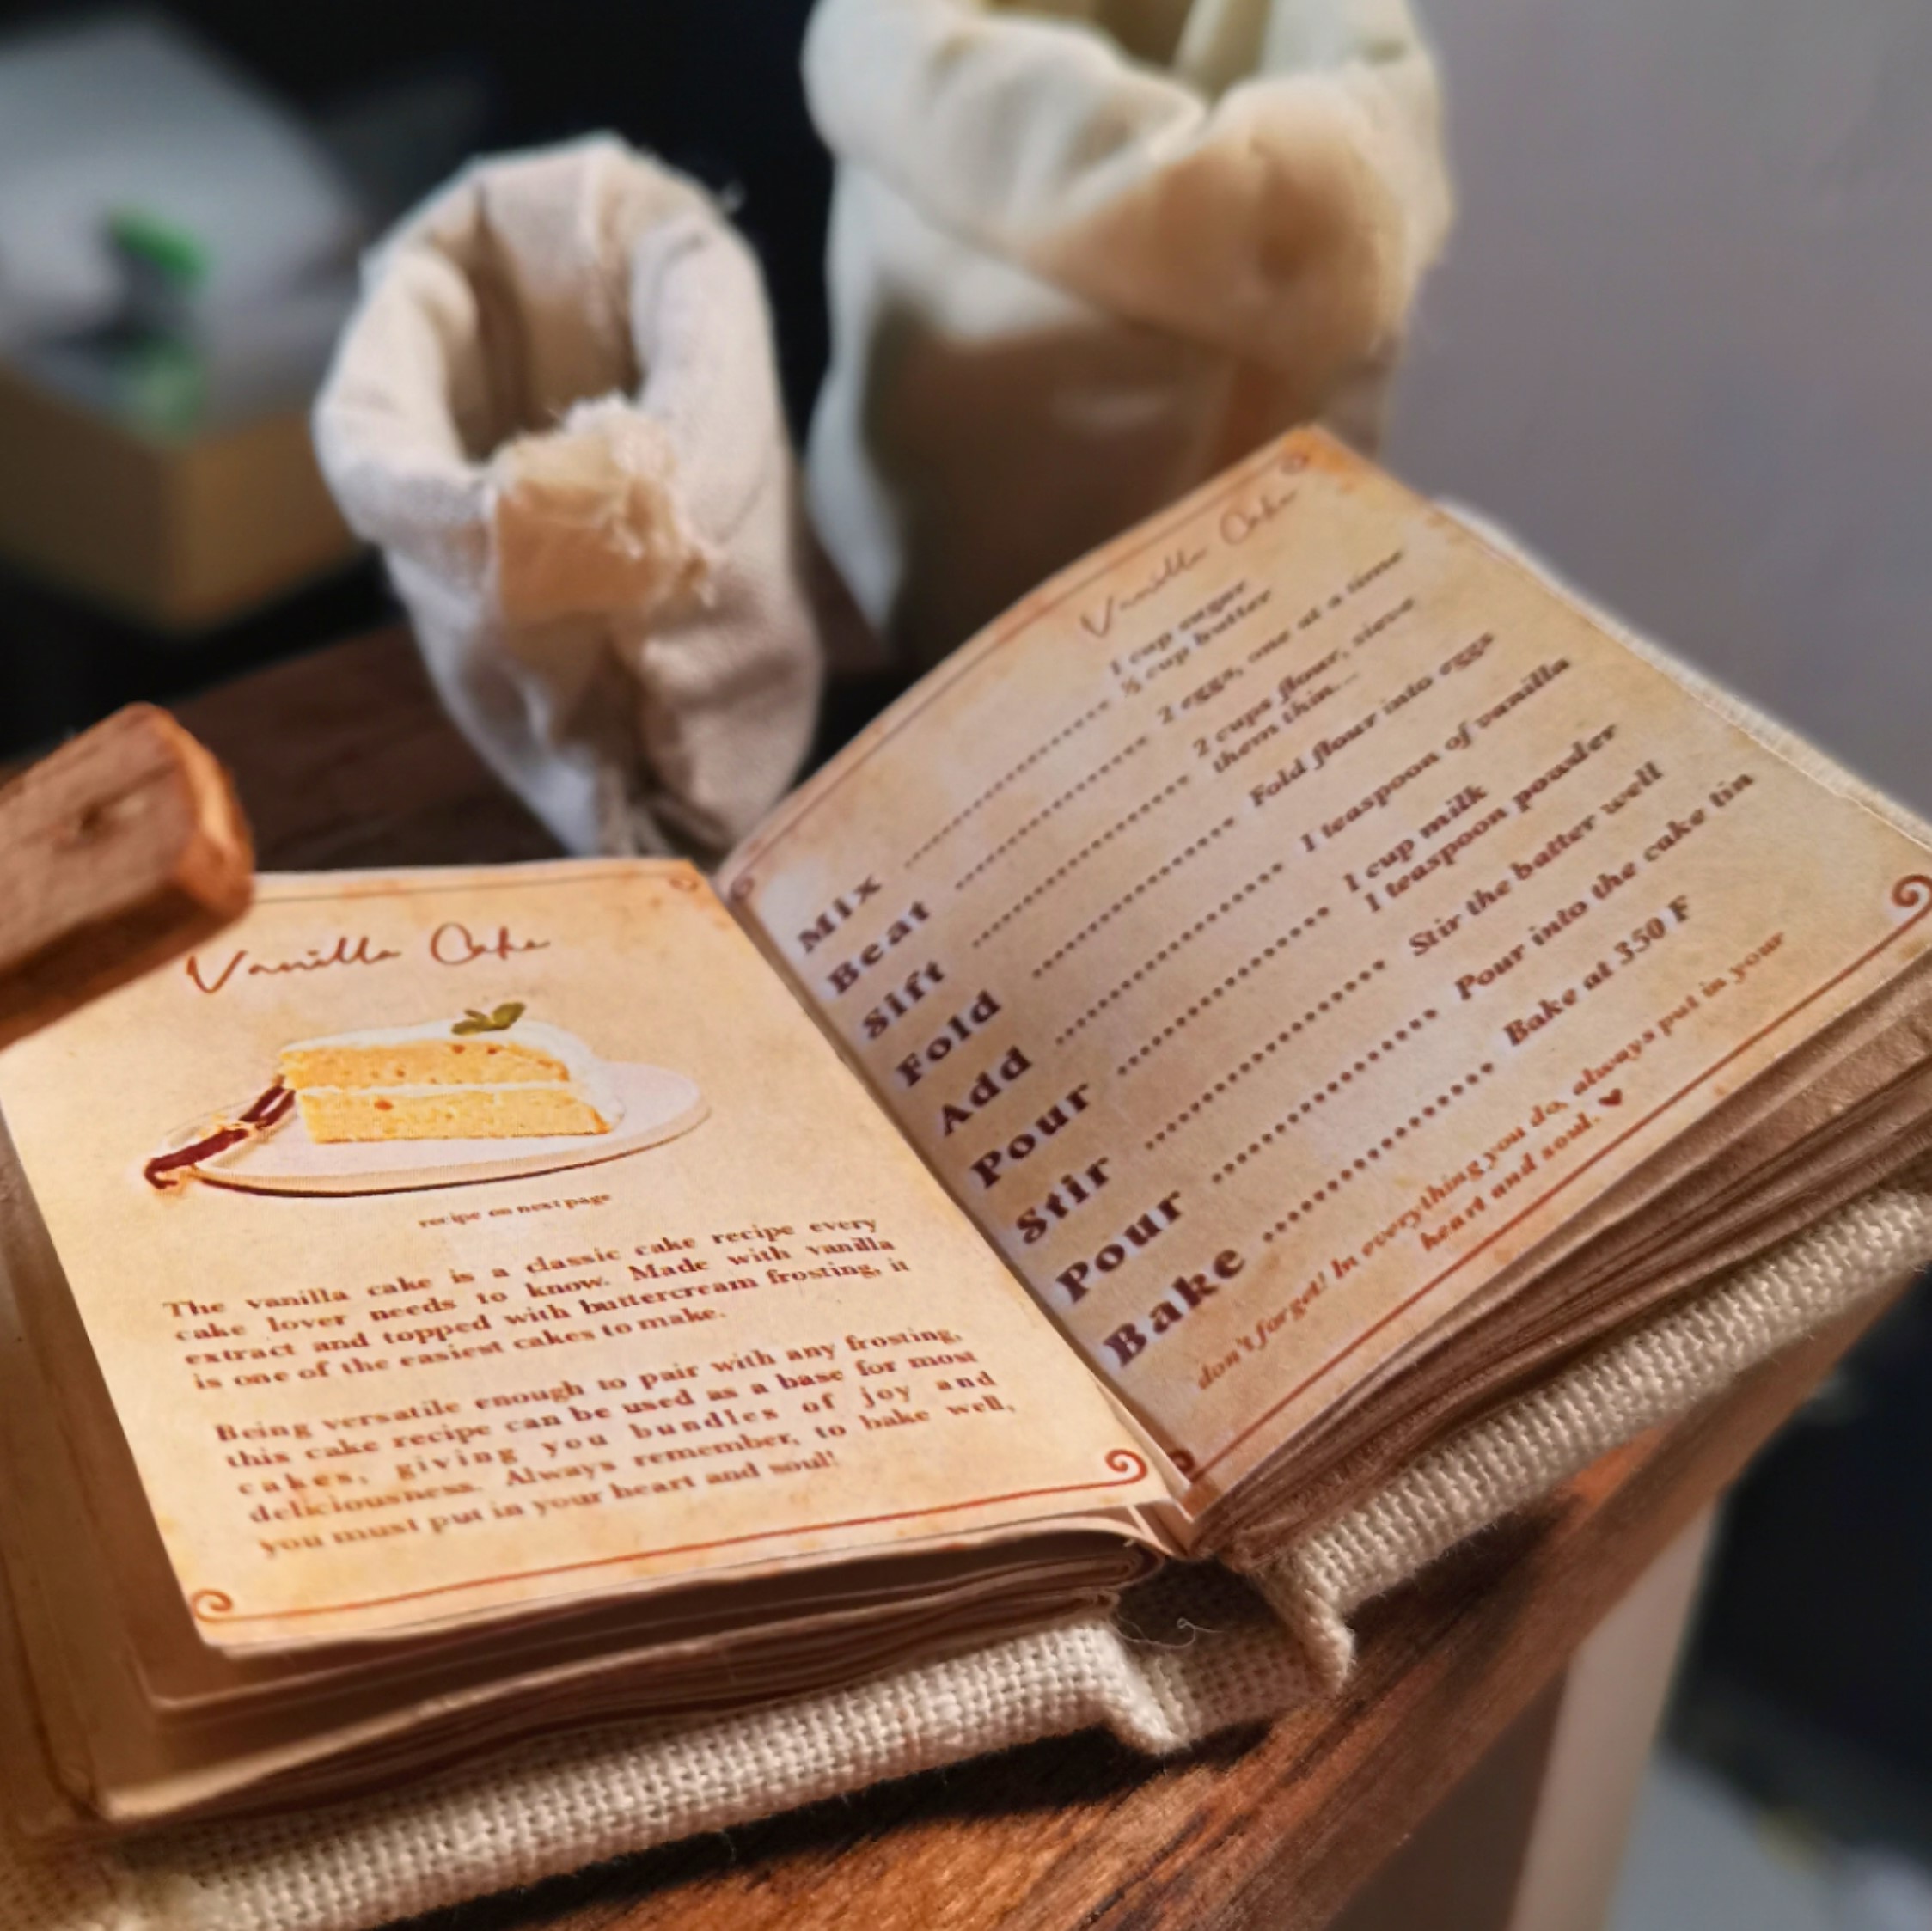 Vanilla Cake
recipe on next page
The vanilla cake is a classic cake recipe every
cake lover needs to know. Made with vanilla
extract and topped with buttercream frosting, it
is one of the easiest cakes to make.
Being versatile enough to pair with any frosting,
this cake recipe can be used as a base for most
cakes, giving you bundles of joy and
deliciousness. Always remember, to bake well,
you must put in your heart and soul!
Vanilla Cake
Mix .................... 1 cup sugar
½ cup butter
Beat .................... 2 eggs, one at a time
Sift .................... 2 cups flour, sieve
them thin...
Fold .................... Fold flour into eggs
Add .................... 1 teaspoon of vanilla
Pour .................... 1 cup milk
1 teaspoon powder
Stir .................... Stir the batter well
Pour .................... Pour into the cake tin
Bake .................... Bake at 350 F
don't forget! In everything you do, always put in your
heart and soul. ♥